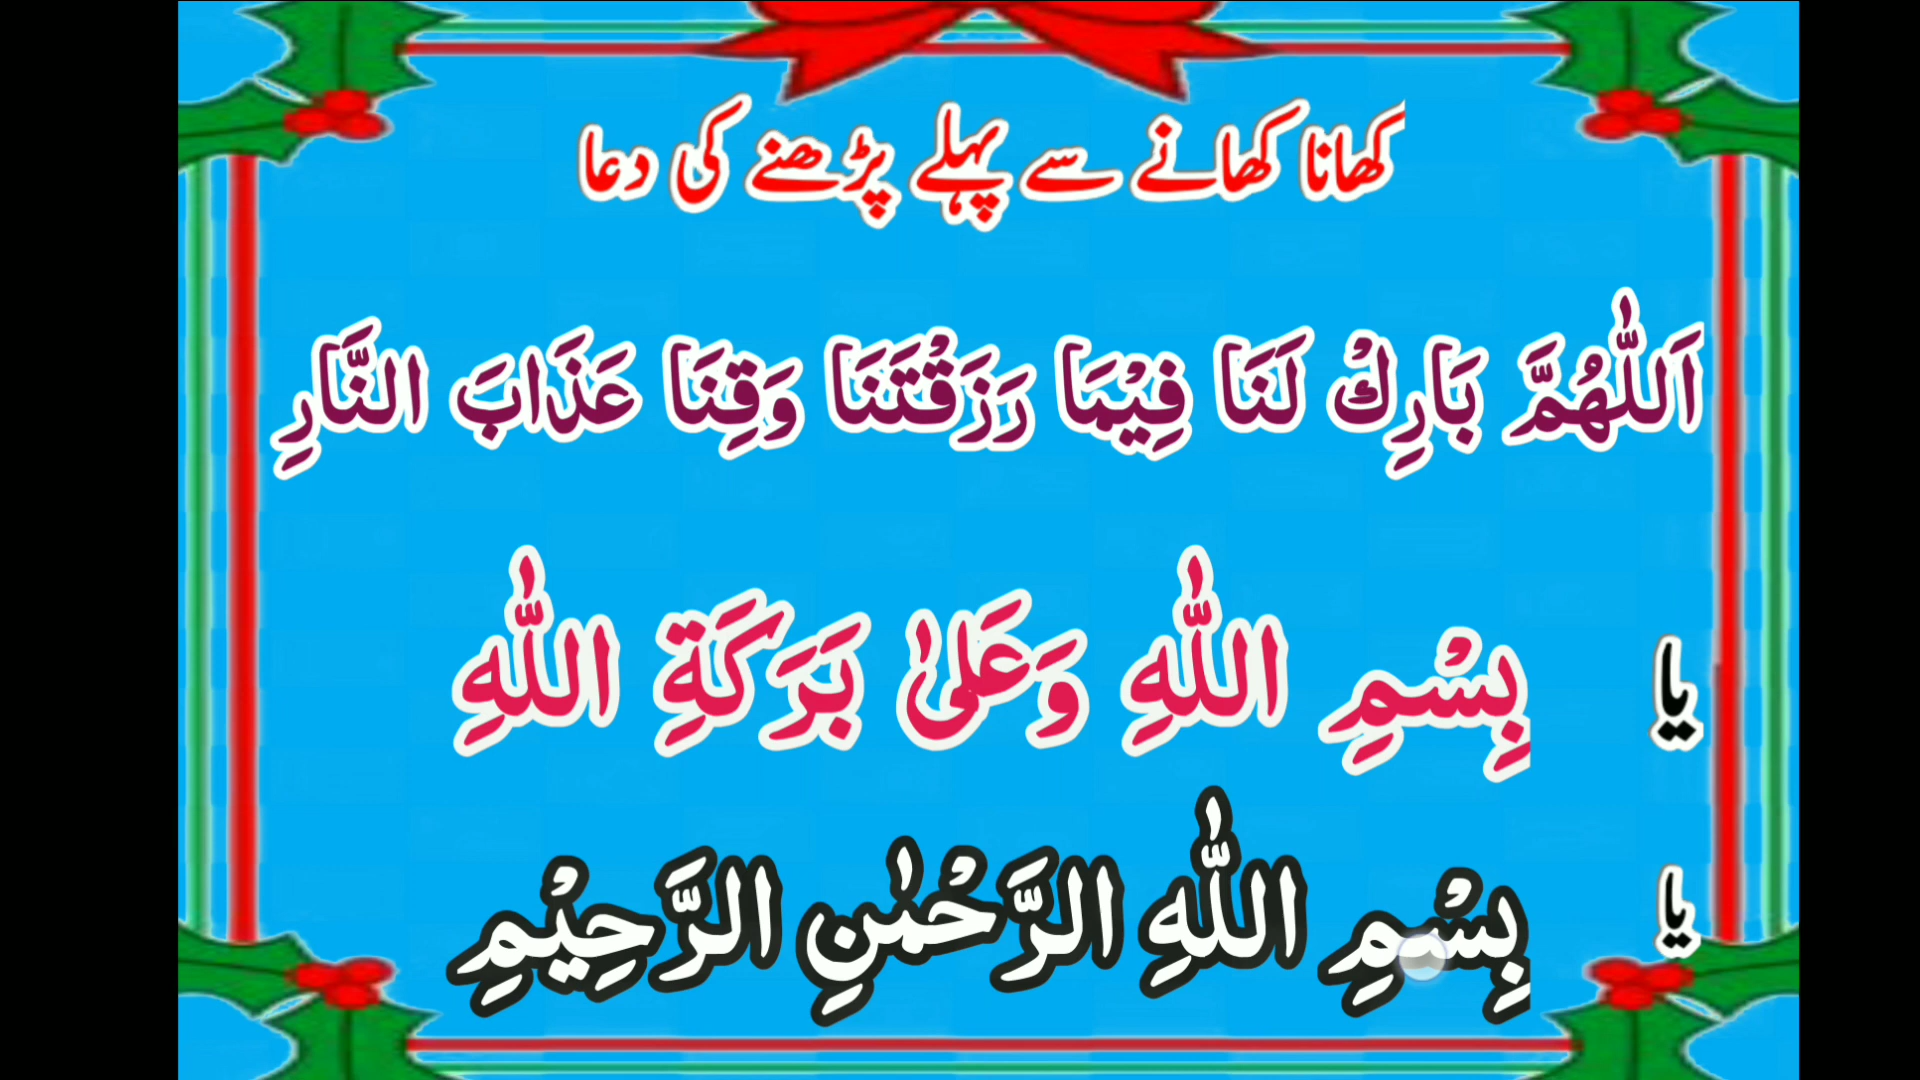 کھانا کھانے سے پہلے پڑھنے کی دعا
اَللّٰهُمَّ بَارِكْ لَنَا فِيْمَا رَزَقْتَنَا وَقِنَا عَذَابَ النَّارِ
یا بِسْمِ اللّٰهِ وَعَلىٰ بَرَكَةِ اللّٰهِ
یا بِسْمِ اللّٰهِ الرَّحْمٰنِ الرَّحِيْمِ